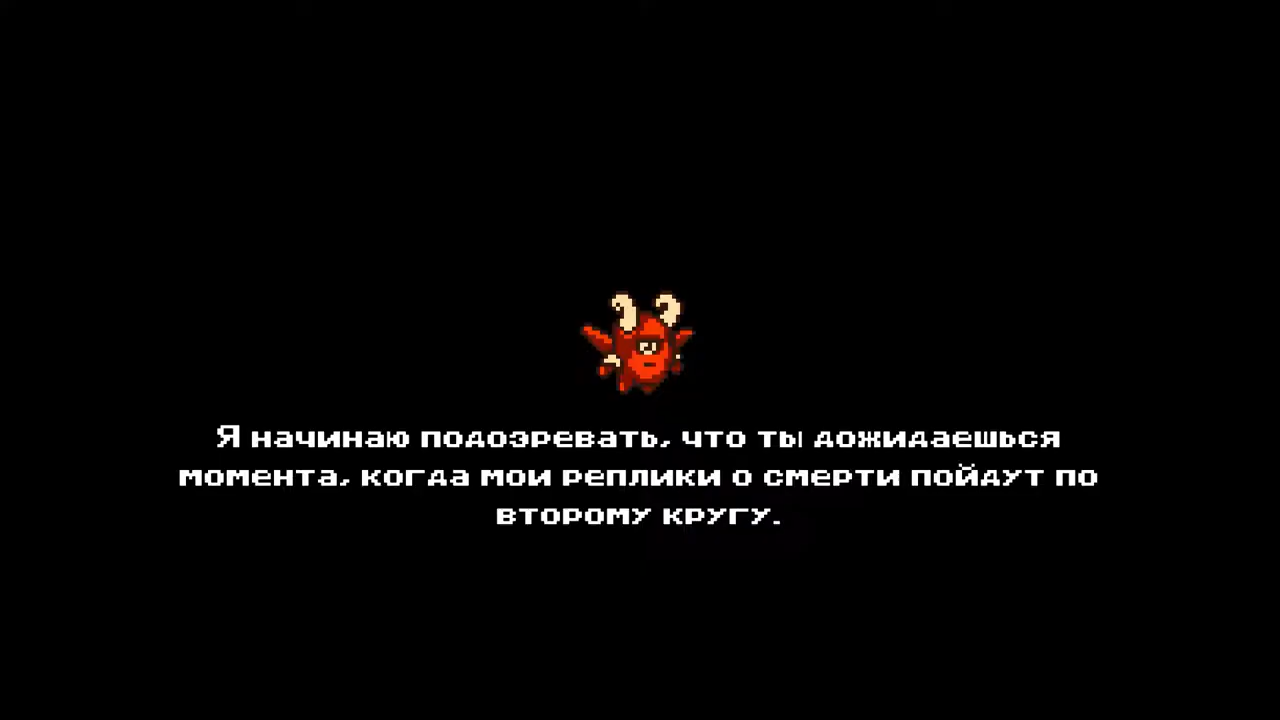 Я начинаю подозревать, что ты дожидаешься
момента, когда мои реплики о смерти пойдут по
второму кругу.